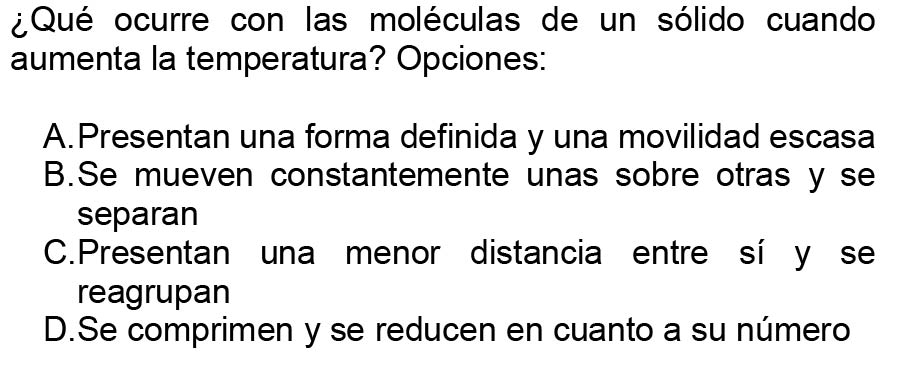 ¿Qué ocurre con las moléculas de un sólido cuando
aumenta la temperatura? Opciones:
A.Presentan una forma definida y una movilidad escasa
B.Se mueven constantemente unas sobre otras y se
separan
C.Presentan una menor distancia entre sí y se
reagrupan
D.Se comprimen y se reducen en cuanto a su número